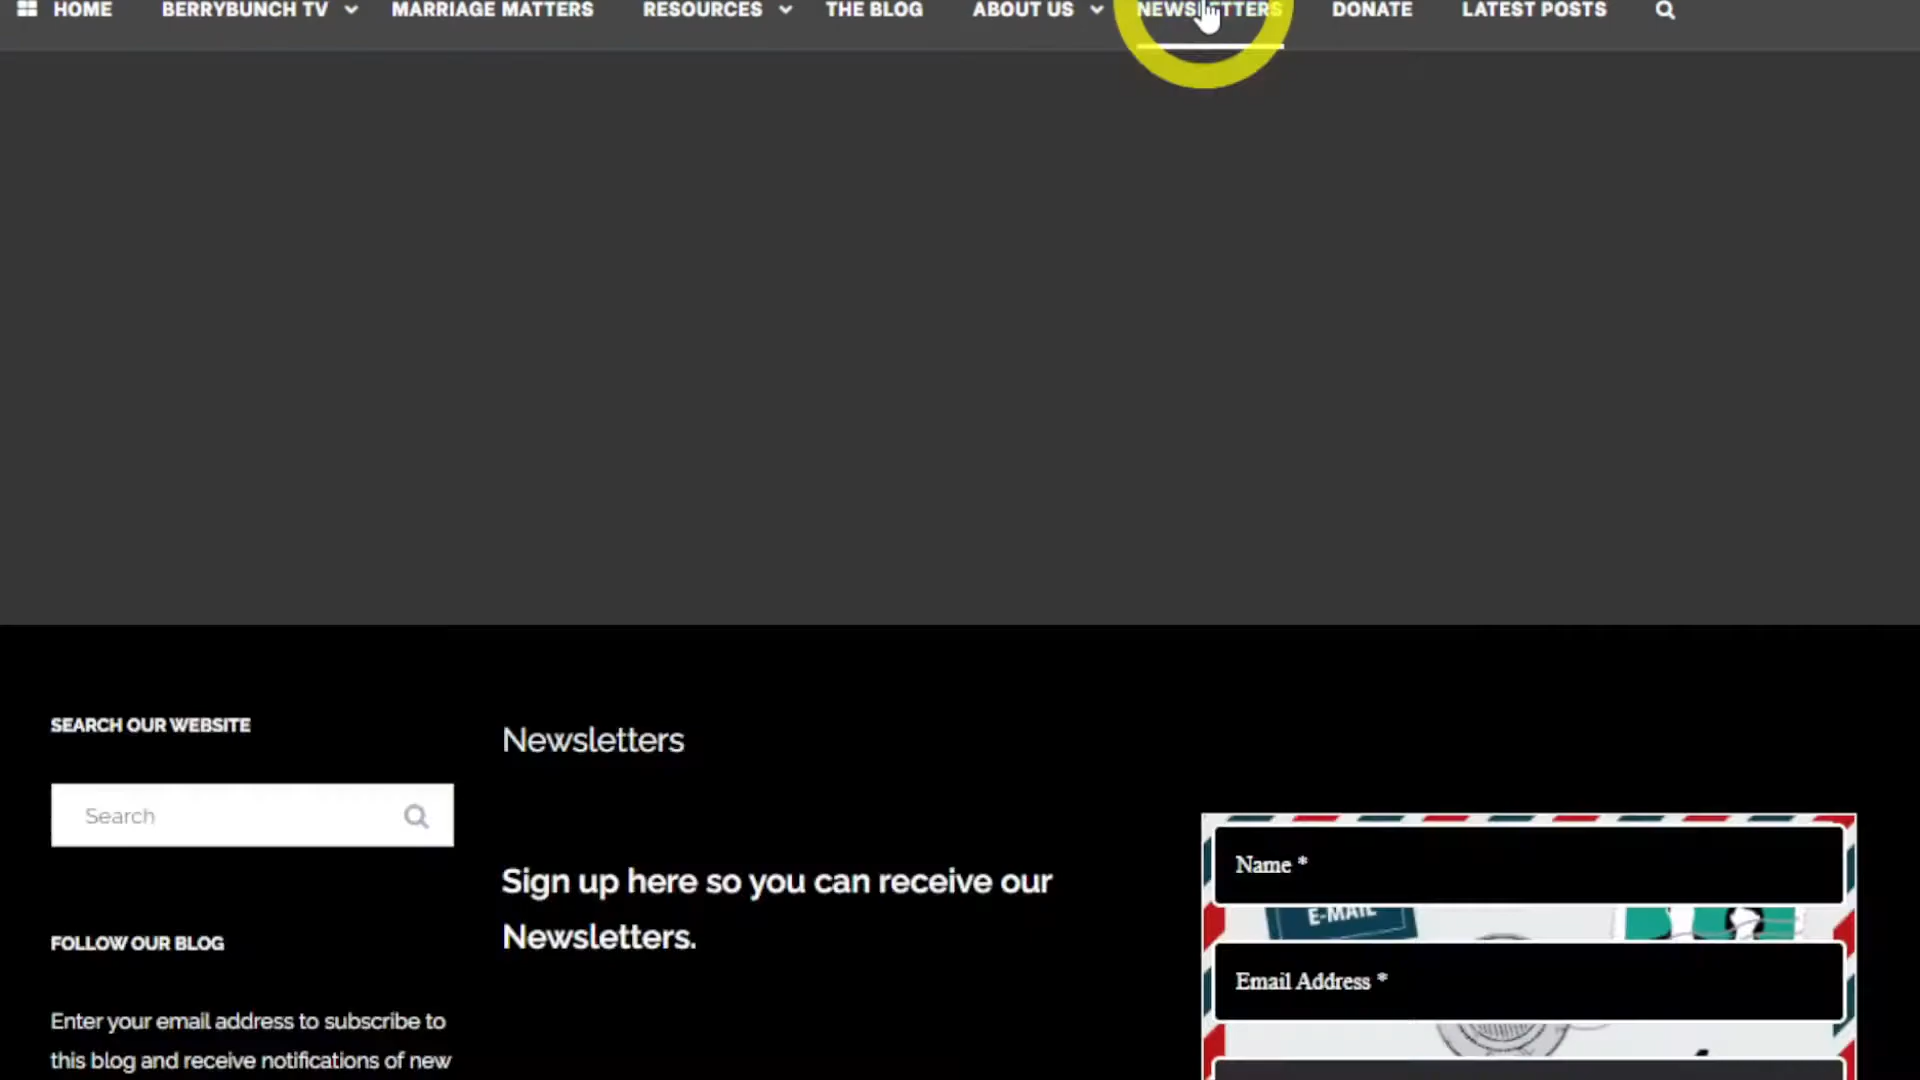 HOME BERRYBUNCH TV MARRIAGE MATTERS RESOURCES THE BLOG ABOUT US NEWSLETTERS DONATE LATEST POSTS
SEARCH OUR WEBSITE
Search
FOLLOW OUR BLOG
Enter your email address to subscribe to
this blog and receive notifications of new
Newsletters
Sign up here so you can receive our
Newsletters.
Name *
E-MAIL
Email Address *